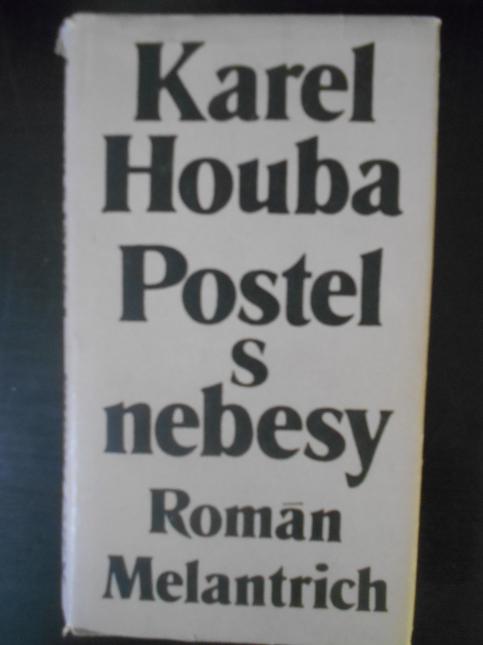 Karel
Houba
Postel
s
nebesy
Román
Melantrich